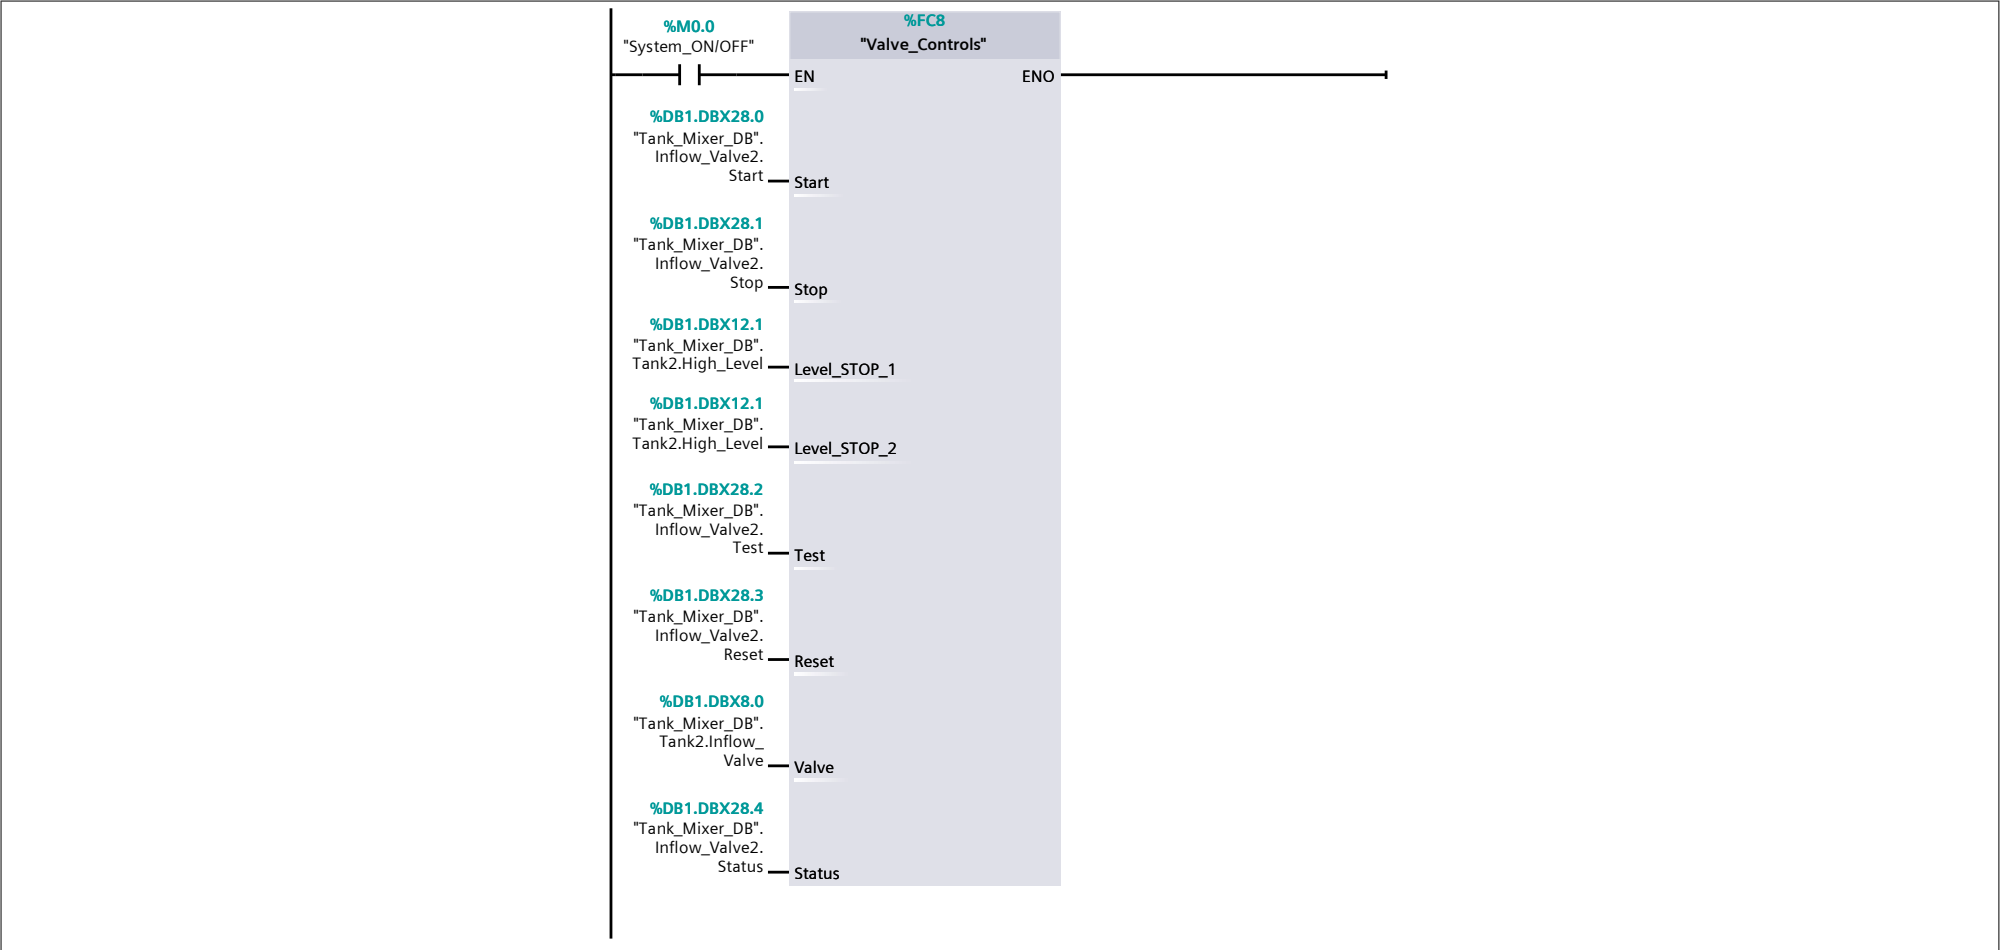 %M0.0
"System_ON/OFF"
%FC8
"Valve_Controls"
EN
ENO
%DB1.DBX28.0
"Tank_Mixer_DB".
Inflow_Valve2.
Start
Start
%DB1.DBX28.1
"Tank_Mixer_DB".
Inflow_Valve2.
Stop
Stop
%DB1.DBX12.1
"Tank_Mixer_DB".
Tank2.High_Level
Level_STOP_1
%DB1.DBX12.1
"Tank_Mixer_DB".
Tank2.High_Level
Level_STOP_2
%DB1.DBX28.2
"Tank_Mixer_DB".
Inflow_Valve2.
Test
Test
%DB1.DBX28.3
"Tank_Mixer_DB".
Inflow_Valve2.
Reset
Reset
%DB1.DBX8.0
"Tank_Mixer_DB".
Tank2.Inflow_
Valve
Valve
%DB1.DBX28.4
"Tank_Mixer_DB".
Inflow_Valve2.
Status
Status